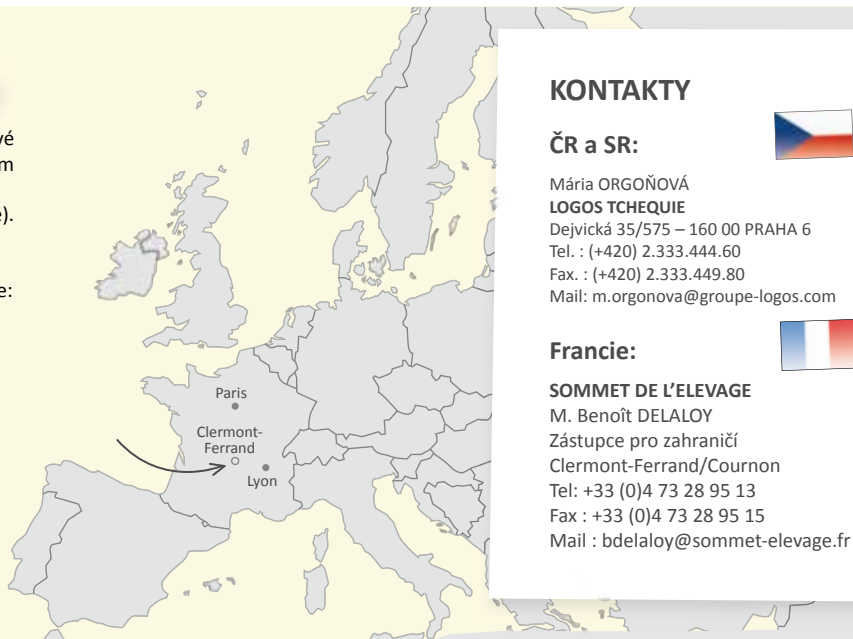 vé
m
).
e:
Paris
Clermont-
Ferrand
Lyon
KONTAKTY
ČR a SR:
Mária ORGOŇOVÁ
LOGOS TCHEQUIE
Dejvická 35/575 – 160 00 PRAHA 6
Tel. : (+420) 2.333.444.60
Fax. : (+420) 2.333.449.80
Mail: m.orgonova@groupe-logos.com
Francie:
SOMMET DE L’ELEVAGE
M. Benoît DELALOY
Zástupce pro zahraničí
Clermont-Ferrand/Cournon
Tel: +33 (0)4 73 28 95 13
Fax : +33 (0)4 73 28 95 15
Mail : bdelaloy@sommet-elevage.fr